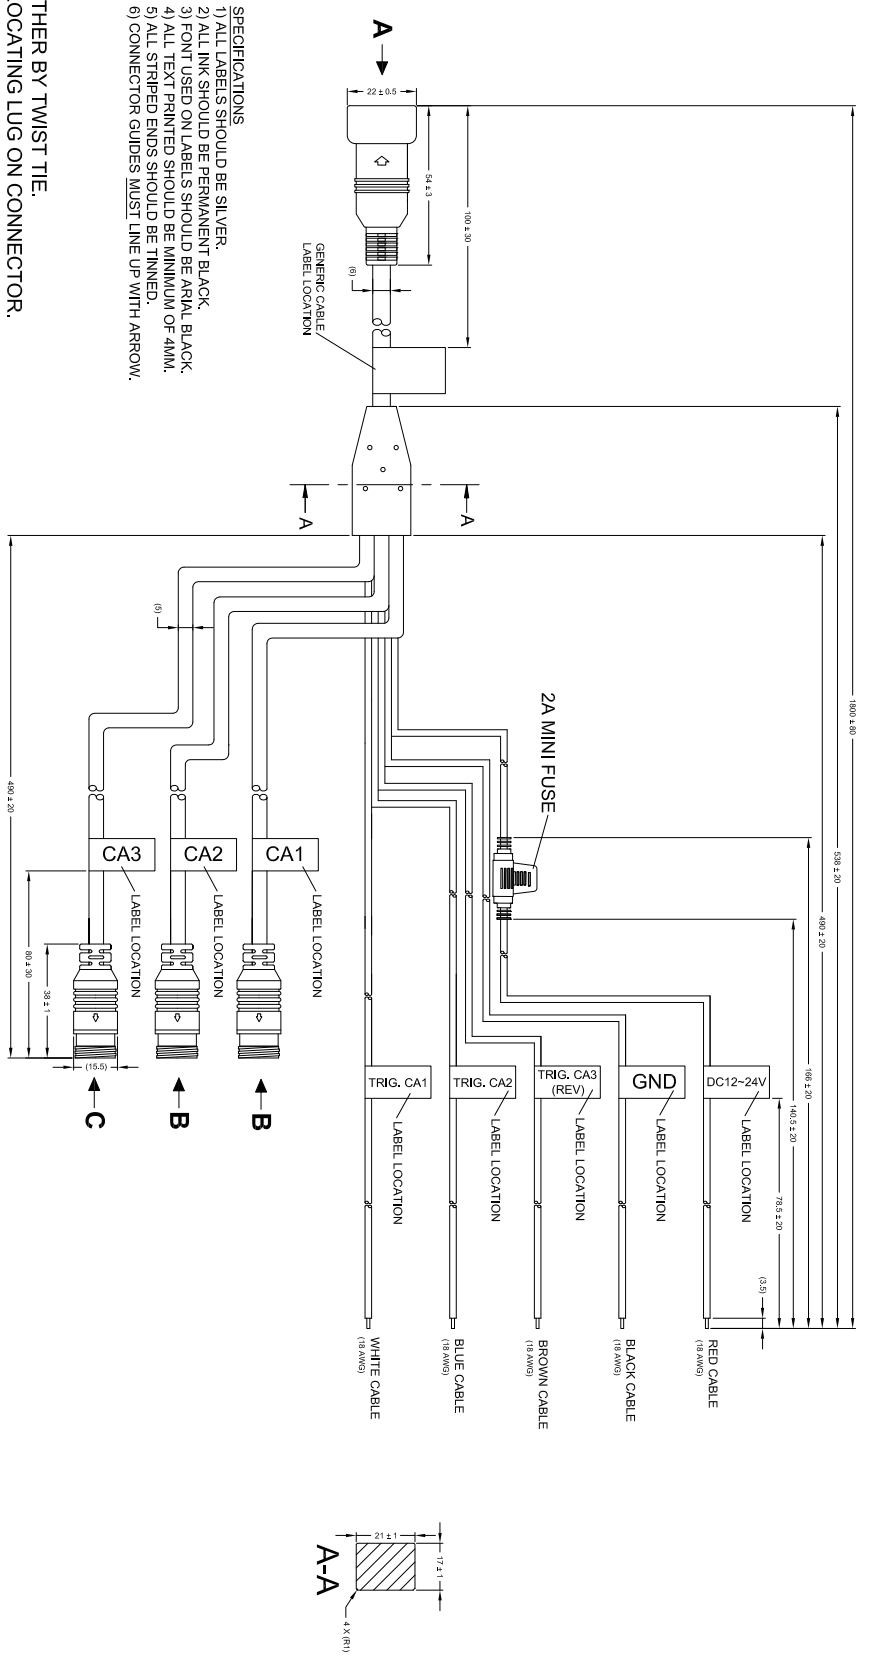 A
22 ± 0.5
54 ± 3
100 ± 30
1800 ± 80
(6)
GENERIC CABLE
LABEL LOCATION
538 ± 20
A
A
490 ± 20
490 ± 20
(5)
2A MINI FUSE
166 ± 20
140.5 ± 20
78.5 ± 20
(3.5)
DC12~24V
LABEL LOCATION
RED CABLE
(18 AWG)
GND
LABEL LOCATION
BLACK CABLE
(18 AWG)
TRIG. CA3
(REV)
LABEL LOCATION
BROWN CABLE
(18 AWG)
TRIG. CA2
LABEL LOCATION
BLUE CABLE
(18 AWG)
TRIG. CA1
LABEL LOCATION
WHITE CABLE
(18 AWG)
CA1
LABEL LOCATION
B
CA2
LABEL LOCATION
B
CA3
LABEL LOCATION
C
80 ± 30
38 ± 1
(15.5)
21 ± 1
17 ± 1
4 X (R1)
A-A
SPECIFICATIONS
1) ALL LABELS SHOULD BE SILVER.
2) ALL INK SHOULD BE PERMANENT BLACK.
3) FONT USED ON LABELS SHOULD BE ARIAL BLACK.
4) ALL TEXT PRINTED SHOULD BE MINIMUM OF 4MM.
5) ALL STRIPED ENDS SHOULD BE TINNED.
6) CONNECTOR GUIDES MUST LINE UP WITH ARROW.
THER BY TWIST TIE.
OCATING LUG ON CONNECTOR.